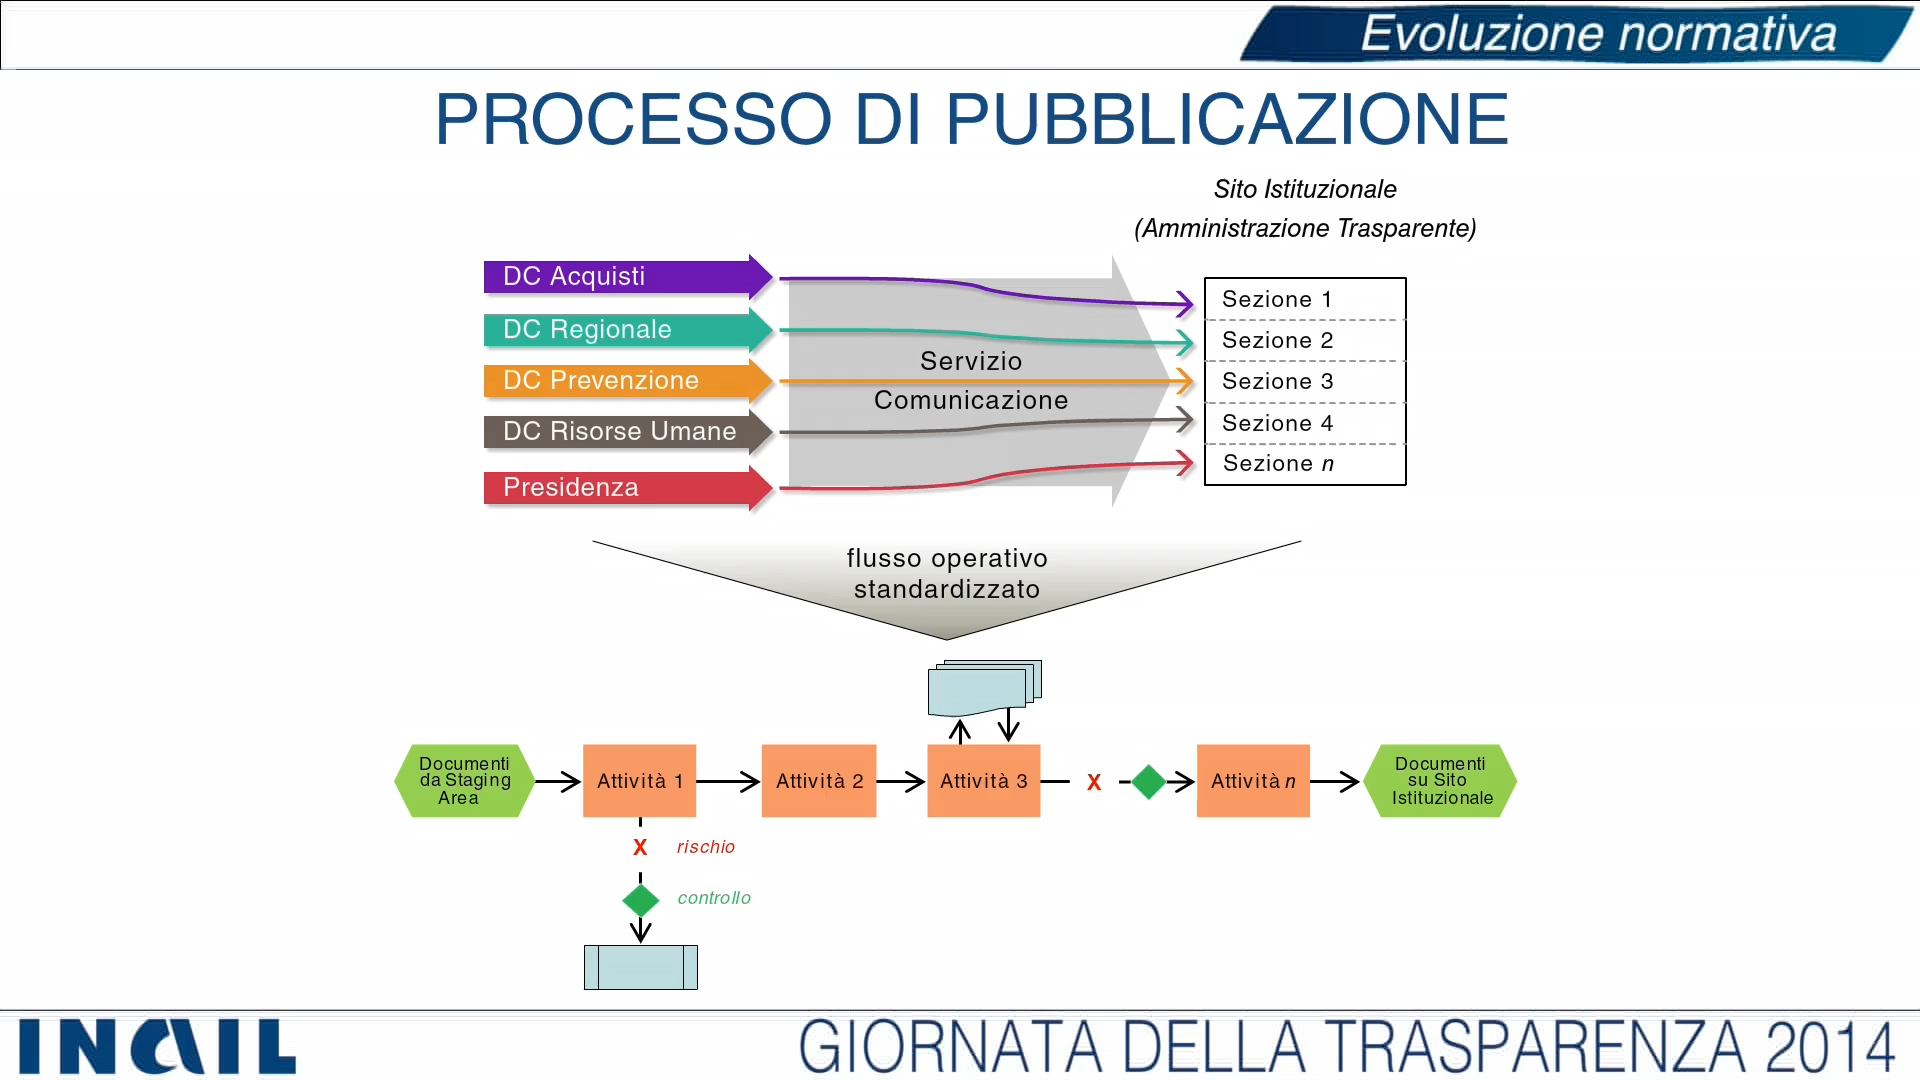 Evoluzione normativa
PROCESSO DI PUBBLICAZIONE
Sito Istituzionale
(Amministrazione Trasparente)
DC Acquisti
DC Regionale
DC Prevenzione
DC Risorse Umane
Presidenza
Servizio
Comunicazione
Sezione 1
Sezione 2
Sezione 3
Sezione 4
Sezione n
flusso operativo
standardizzato
Documenti
da Staging
Area
Attività 1
Attività 2
Attività 3
X
Attività n
Documenti
su Sito
Istituzionale
X rischio
controllo
INAIL
GIORNATA DELLA TRASPARENZA 2014